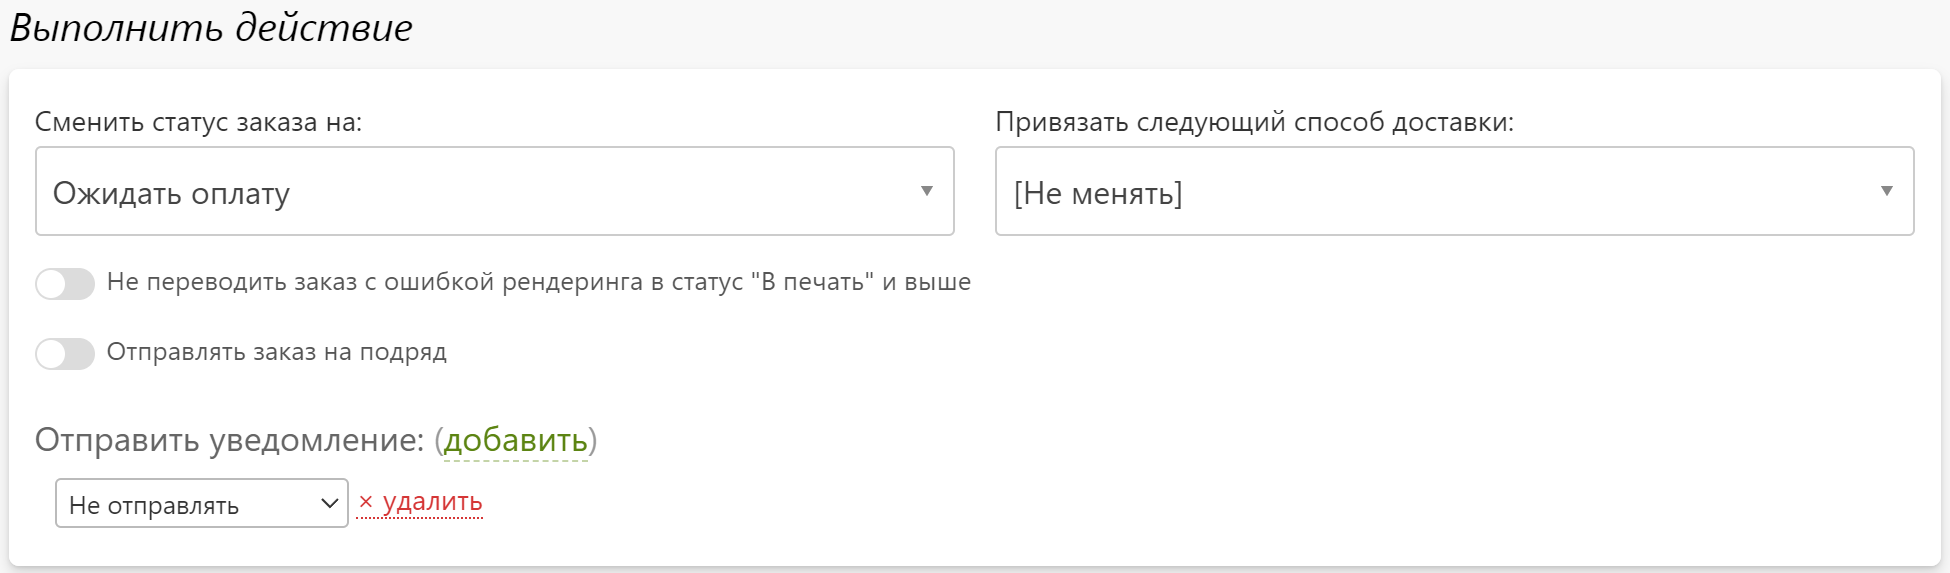 Выполнить действие
Сменить статус заказа на:
Привязать следующий способ доставки:
Ожидать оплату
[Не менять]
Не переводить заказ с ошибкой рендеринга в статус "В печать" и выше
Отправлять заказ на подряд
Отправить уведомление: (добавить)
Не отправлять × удалить